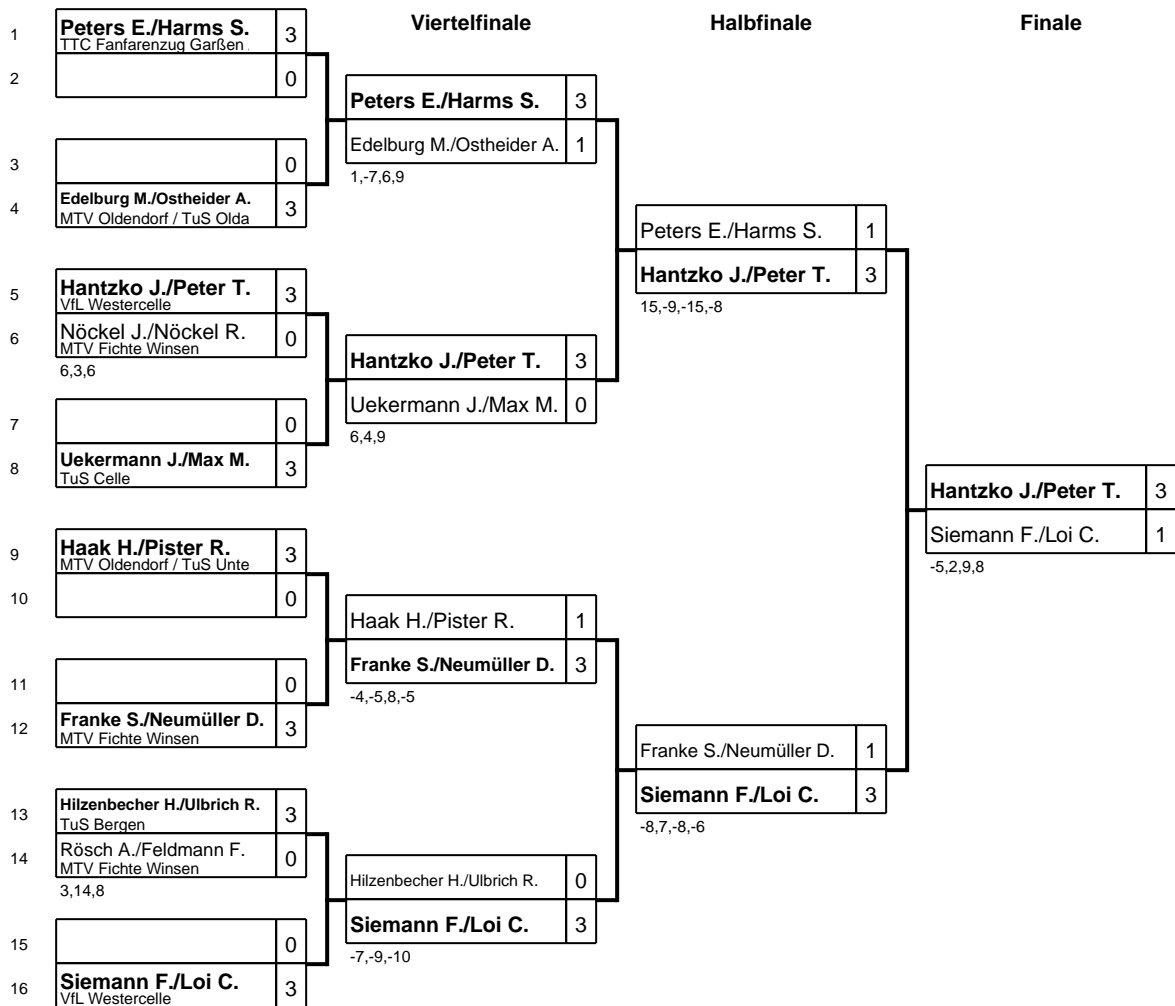 Viertelfinale
Halbfinale
Finale
1
Peters E./Harms S.
3
TTC Fanfarenzug Garßen .
2
0
3
0
4
Edelburg M./Ostheider A.
3
MTV Oldendorf / TuS Olda
5
Hantzko J./Peter T.
3
VfL Westercelle
6
Nöckel J./Nöckel R.
0
MTV Fichte Winsen
6,3,6
7
0
8
Uekermann J./Max M.
3
TuS Celle
9
Haak H./Pister R.
3
MTV Oldendorf / TuS Unte
10
0
11
0
12
Franke S./Neumüller D.
3
MTV Fichte Winsen
13
Hilzenbecher H./Ulbrich R.
3
TuS Bergen
14
Rösch A./Feldmann F.
0
MTV Fichte Winsen
3,14,8
15
0
16
Siemann F./Loi C.
3
VfL Westercelle
Peters E./Harms S.
3
Edelburg M./Ostheider A.
1
1,-7,6,9
Hantzko J./Peter T.
3
Uekermann J./Max M.
0
6,4,9
Haak H./Pister R.
1
Franke S./Neumüller D.
3
-4,-5,8,-5
Hilzenbecher H./Ulbrich R.
0
Siemann F./Loi C.
3
-7,-9,-10
Peters E./Harms S.
1
Hantzko J./Peter T.
3
15,-9,-15,-8
Franke S./Neumüller D.
1
Siemann F./Loi C.
3
-8,7,-8,-6
Hantzko J./Peter T.
3
Siemann F./Loi C.
1
-5,2,9,8